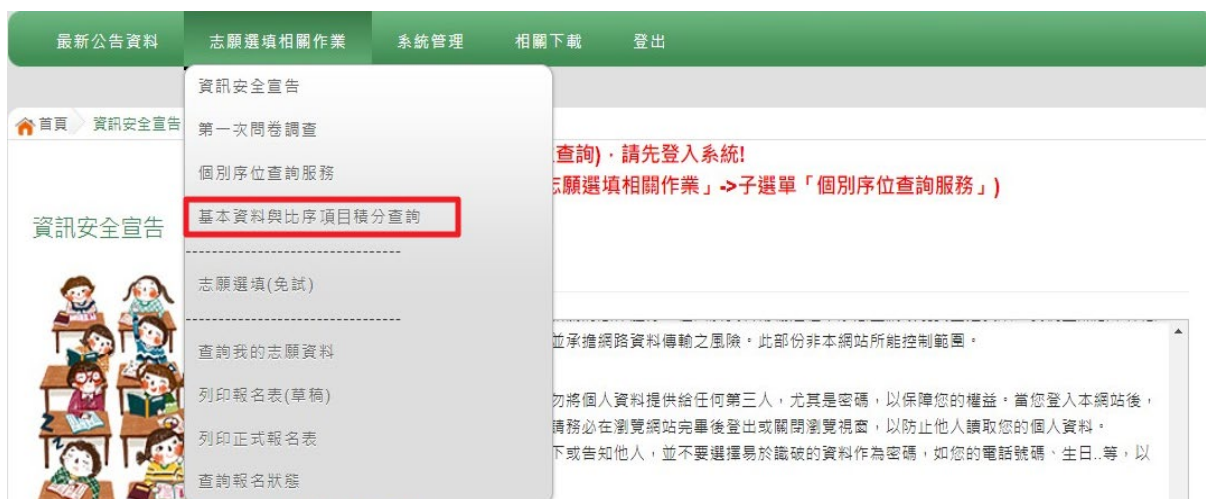 最新公告資料 志願選填相關作業 系統管理 相關下載 登出
資訊安全宣告
首頁 資訊安全宣告
第一次問卷調查
查詢)，請先登入系統!
個別序位查詢服務
志願選填相關作業」->子選單「個別序位查詢服務」)
基本資料與比序項目積分查詢
資訊安全宣告
--------------------------------
志願選填(免試)
--------------------------------
並承擔網路資料傳輸之風險。此部份非本網站所能控制範圍。
查詢我的志願資料
列印報名表(草稿)
勿將個人資料提供給任何第三人，尤其是密碼，以保障您的權益。當您登入本網站後，
請務必在瀏覽網站完畢後登出或關閉瀏覽視窗，以防止他人讀取您的個人資料。
列印正式報名表
下或告知他人，並不要選擇易於識破的資料作為密碼，如您的電話號碼、生日..等，以
查詢報名狀態